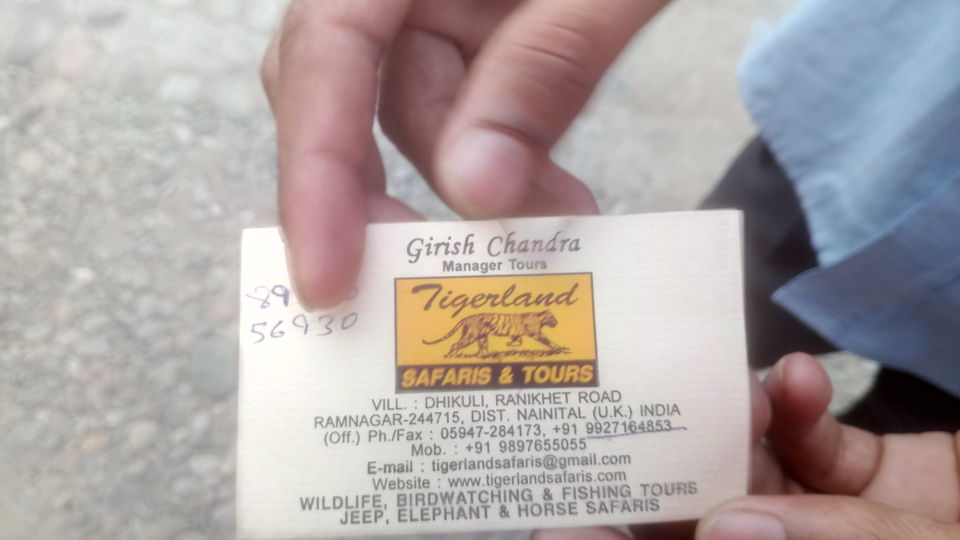 Girish Chandra
Manager Tours
Tigerland
SAFARIS & TOURS
56930
VILL. : DHIKULI, RANIKHET ROAD
RAMNAGAR-244715, DIST. NAINITAL (U.K.) INDIA
(Off.) Ph./Fax : 05947-284173, +91 9927164853
Mob. : +91 9897655055
E-mail : tigerlandsafaris@gmail.com
Website : www.tigerlandsafaris.com
WILDLIFE, BIRDWATCHING & FISHING TOURS
JEEP, ELEPHANT & HORSE SAFARIS